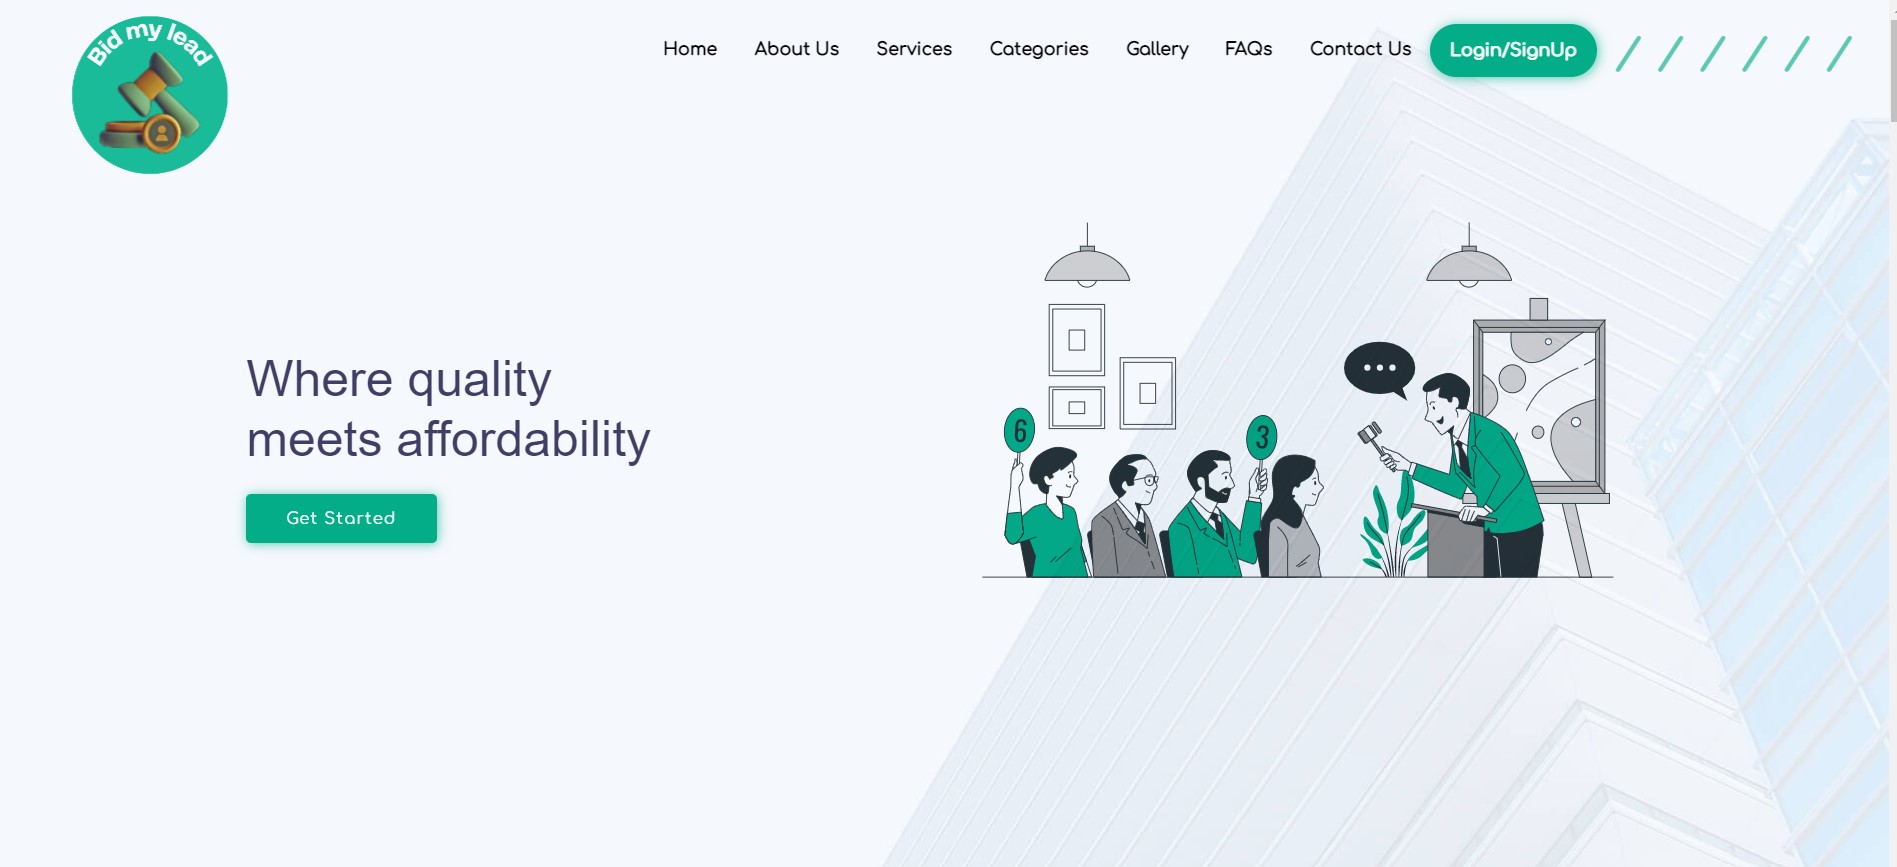 Bid my lead
Home About Us Services Categories Gallery FAQs Contact Us Login/SignUp
Where quality
meets affordability
Get Started
6
3